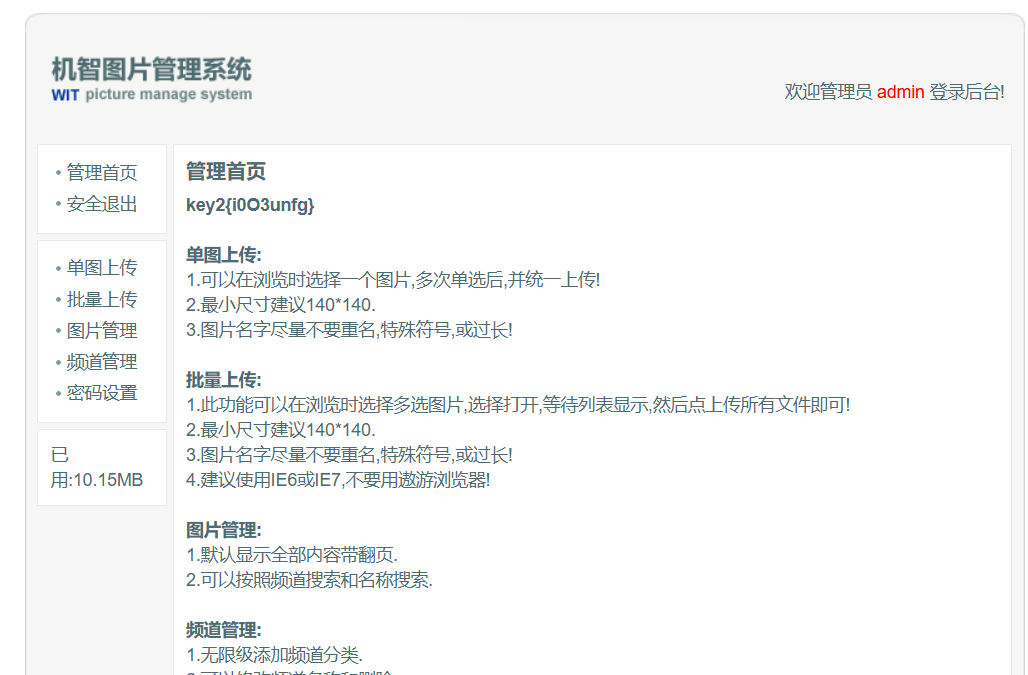 机智图片管理系统
WIT picture manage system
欢迎管理员 admin 登录后台!
• 管理首页
• 安全退出
• 单图上传
• 批量上传
• 图片管理
• 频道管理
• 密码设置
已
用:10.15MB
管理首页
key2{i0O3unfg}
单图上传:
1.可以在浏览时选择一个图片,多次单选后,并统一上传!
2.最小尺寸建议140*140.
3.图片名字尽量不要重名,特殊符号,或过长!
批量上传:
1.此功能可以在浏览时选择多选图片,选择打开,等待列表显示,然后点上传所有文件即可!
2.最小尺寸建议140*140.
3.图片名字尽量不要重名,特殊符号,或过长!
4.建议使用IE6或IE7,不要用遨游浏览器!
图片管理:
1.默认显示全部内容带翻页.
2.可以按照频道搜索和名称搜索.
频道管理:
1.无限级添加频道分类.